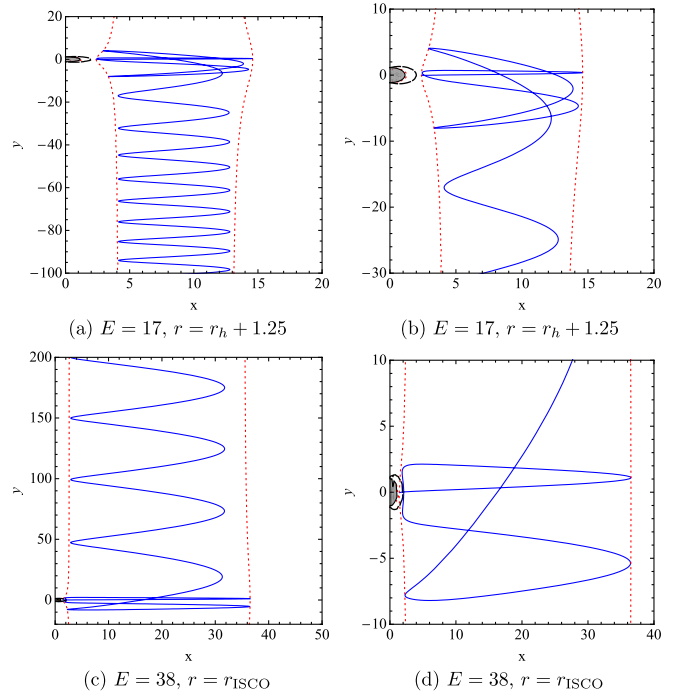 20
0
−20
−40
−60
−80
−100
y
0 5 10 15 20
x
10
0
−10
−20
−30
y
0 5 10 15 20
x
(a) E = 17, r = r_h + 1.25
(b) E = 17, r = r_h + 1.25
200
150
100
50
0
y
0 10 20 30 40 50
x
10
5
0
−5
−10
y
0 10 20 30 40
x
(c) E = 38, r = r_ISCO
(d) E = 38, r = r_ISCO